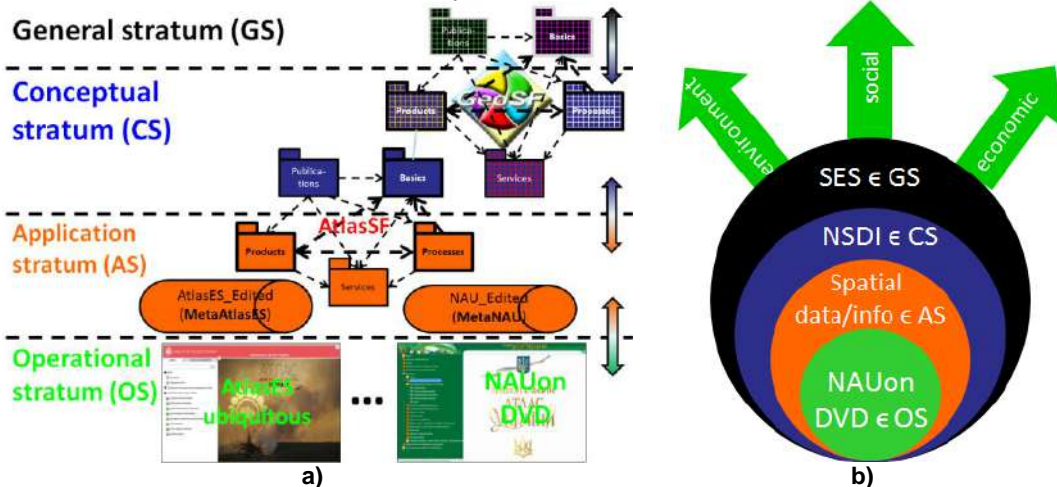 General stratum (GS)
Publica-
tions
Basics
Conceptual
stratum (CS)
GeoSF
Products
Processes
Publica-
tions
Basics
Services
Application
stratum (AS)
AtlasSF
Products
Processes
Services
AtlasES_Edited
(MetaAtlasES)
NAU_Edited
(MetaNAU)
Operational
stratum (OS)
AtlasES
ubiquitous
...
NAUon
DVD
a)
environment
social
economic
SES ϵ GS
NSDI ϵ CS
Spatial
data/info ϵ AS
NAUon
DVD ϵ OS
b)